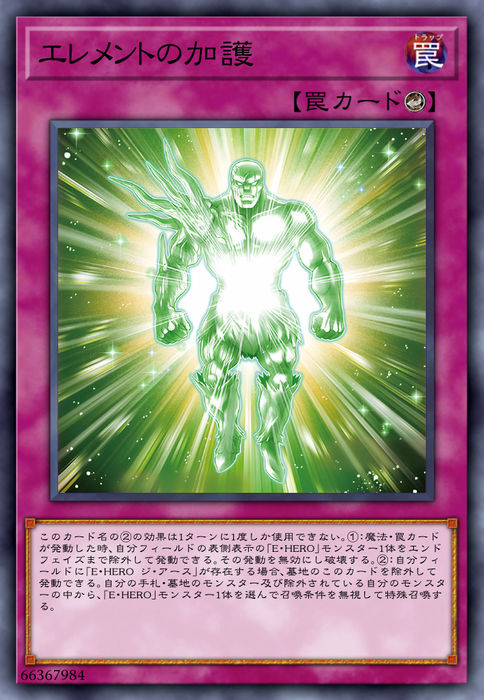 エレメントの加護
トラップ
罠
【罠カード】
このカード名の②の効果は1ターンに1度しか使用できない。①:魔法・罠カード
が発動した時、自分フィールドの表側表示の「E・HERO」モンスター1体をエンド
フェイズまで除外して発動できる。その発動を無効にし破壊する。②:自分フィ
ールドに「E・HERO ジ・アース」が存在する場合、墓地のこのカードを除外して
発動できる。自分の手札・墓地のモンスター及び除外されている自分のモンスタ
ーの中から、「E・HERO」モンスター1体を選んで召喚条件を無視して特殊召喚す
る。
66367984